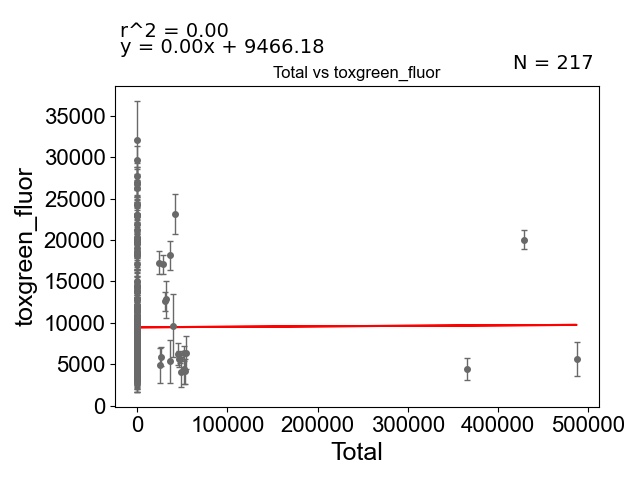 r^2 = 0.00
y = 0.00x + 9466.18
N = 217
Total vs toxgreen_fluor
35000
30000
25000
20000
15000
10000
5000
0
toxgreen_fluor
0 100000 200000 300000 400000 500000
Total